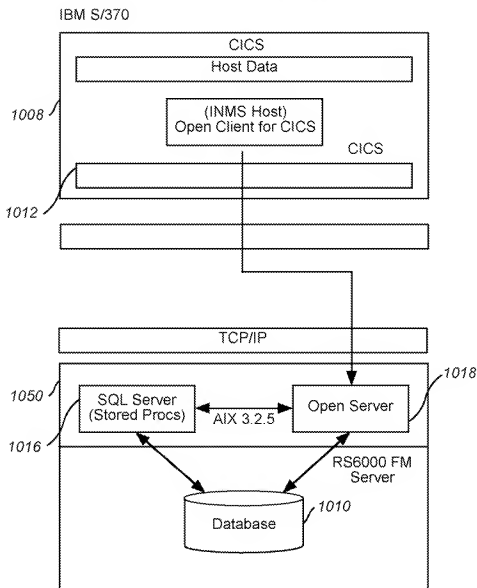 IBM S/370
CICS
Host Data
1008
(INMS Host)
Open Client for CICS
CICS
1012
TCP/IP
1050
1018
SQL Server
(Stored Procs)
AIX 3.2.5
Open Server
1016
RS6000 FM
Server
1010
Database